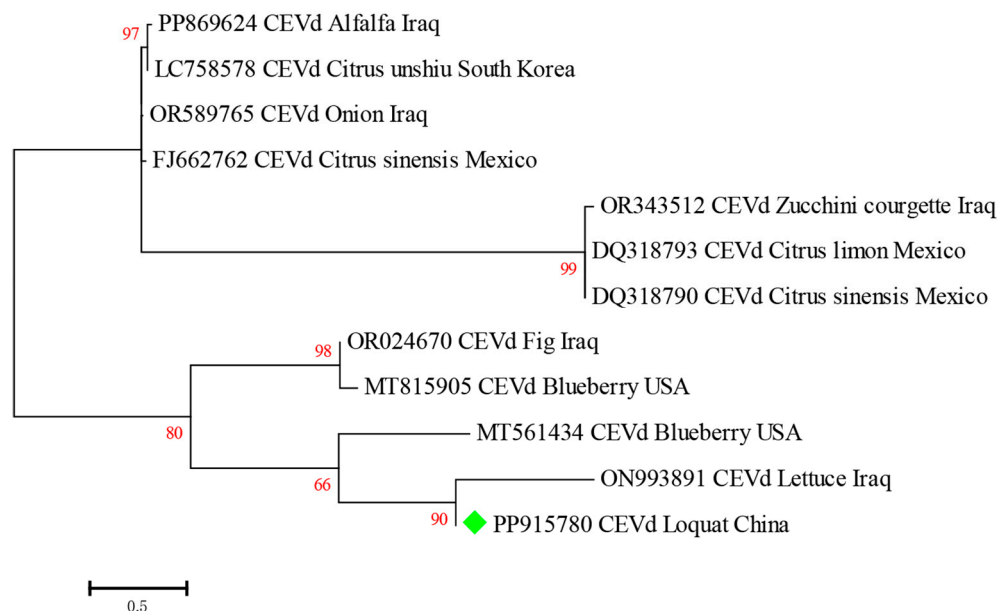 PP869624 CEVd Alfalfa Iraq
97
LC758578 CEVd Citrus unshiu South Korea
OR589765 CEVd Onion Iraq
FJ662762 CEVd Citrus sinensis Mexico
OR343512 CEVd Zucchini courgette Iraq
DQ318793 CEVd Citrus limon Mexico
99
DQ318790 CEVd Citrus sinensis Mexico
OR024670 CEVd Fig Iraq
98
MT815905 CEVd Blueberry USA
80
MT561434 CEVd Blueberry USA
66
ON993891 CEVd Lettuce Iraq
90
PP915780 CEVd Loquat China
0.5